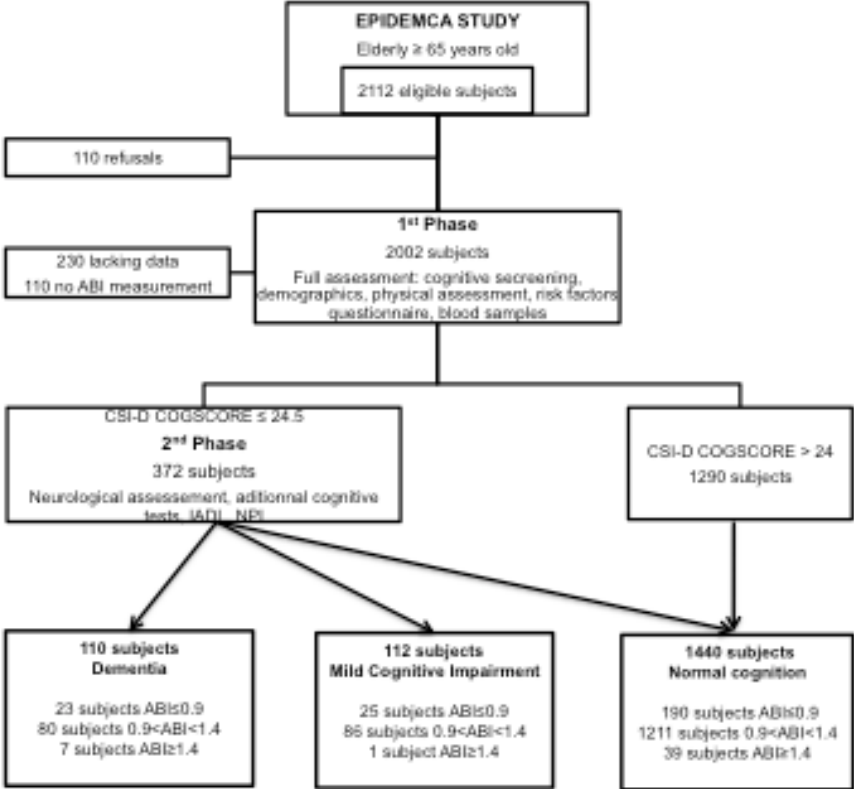 EPIDEMCA STUDY
Elderly ≥ 65 years old
2112 eligible subjects
110 refusals
1st Phase
2002 subjects
Full assessment: cognitive secreening,
demographics, physical assessment, risk factors
questionnaire, blood samples
230 lacking data
110 no ABI measurement
CSI-D COGSCORE ≤ 24.5
2nd Phase
372 subjects
Neurological assessement, aditionnal cognitive
tests, IADL, NPI
CSI-D COGSCORE > 24
1290 subjects
110 subjects
Dementia
23 subjects ABI≤0.9
80 subjects 0.9<ABI<1.4
7 subjects ABI≥1.4
112 subjects
Mild Cognitive Impairment
25 subjects ABI≤0.9
86 subjects 0.9<ABI<1.4
1 subject ABI≥1.4
1440 subjects
Normal cognition
190 subjects ABI≤0.9
1211 subjects 0.9<ABI<1.4
39 subjects ABI≥1.4